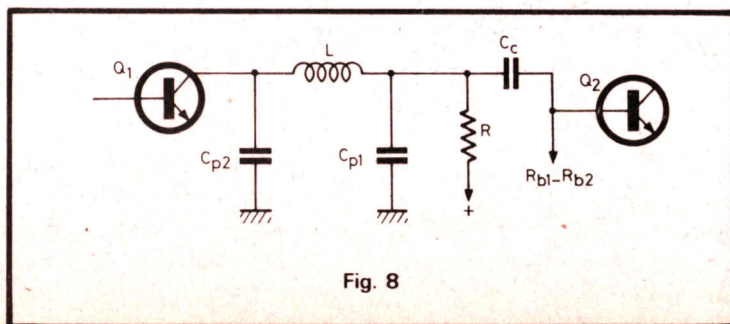 Q1
L
Cc
Q2
Cp2
Cp1
R
Rb1-Rb2
+
Fig. 8